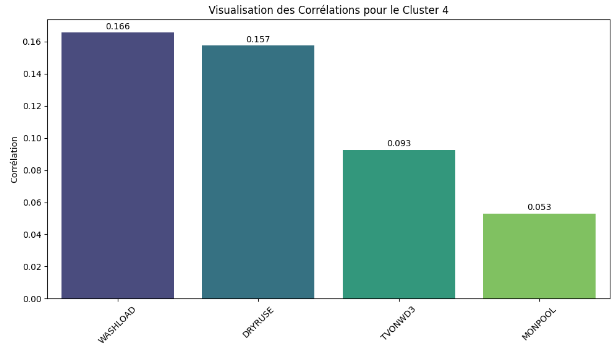 Visualisation des Corrélations pour le Cluster 4
Corrélation
0.16
0.14
0.12
0.10
0.08
0.06
0.04
0.02
0.00
0.166
0.157
0.093
0.053
WASHLOAD
DRYRUSE
TVONWD3
MONPOOL